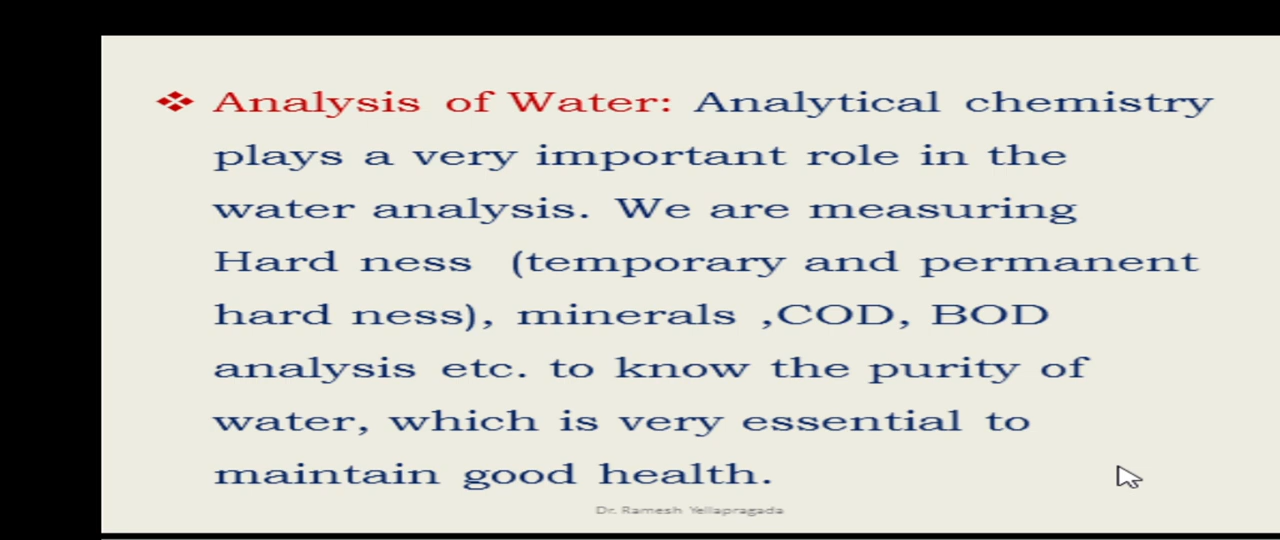 ❖ Analysis of Water: Analytical chemistry
plays a very important role in the
water analysis. We are measuring
Hard ness (temporary and permanent
hard ness), minerals ,COD, BOD
analysis etc. to know the purity of
water, which is very essential to
maintain good health.
Dr. Ramesh Yellapragada